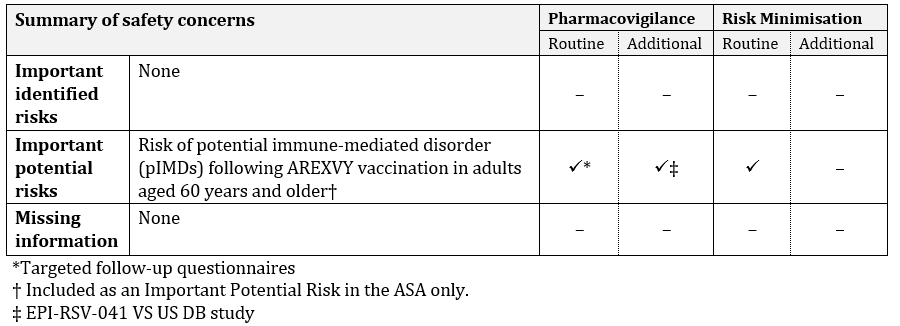 Summary of safety concerns
Pharmacovigilance
Risk Minimisation
Routine
Additional
Routine
Additional
Important
identified
risks
None
–
–
–
–
Important
potential
risks
Risk of potential immune-mediated disorder
(pIMDs) following AREXVY vaccination in adults
aged 60 years and older†
✓*
✓‡
✓
–
Missing
information
None
–
–
–
–
*Targeted follow-up questionnaires
† Included as an Important Potential Risk in the ASA only.
‡ EPI-RSV-041 VS US DB study